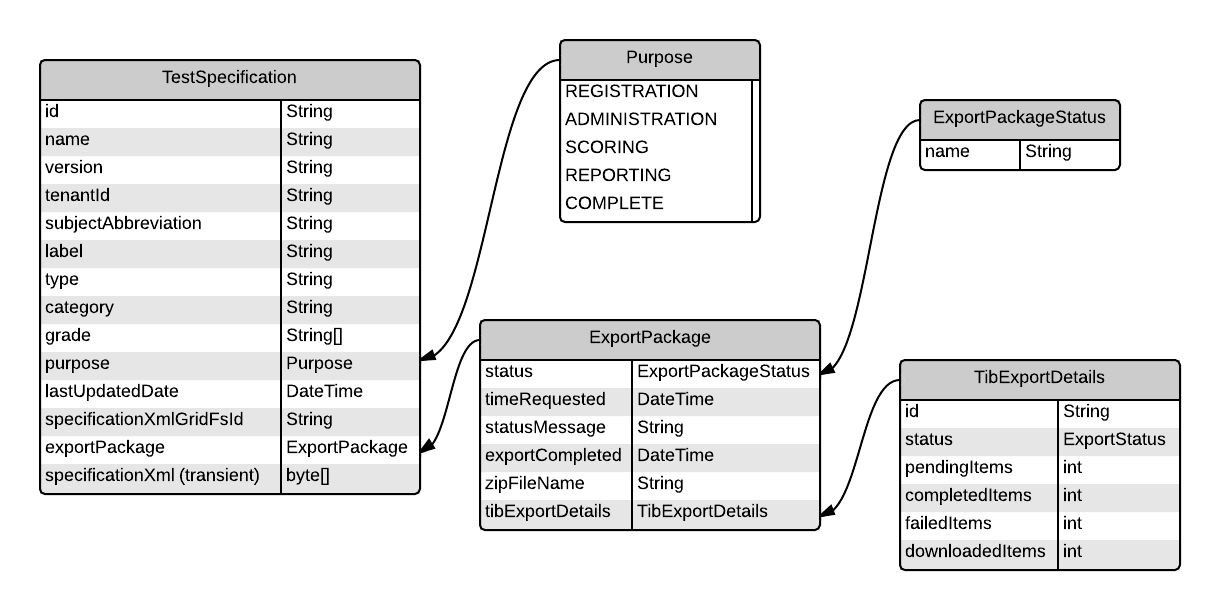 TestSpecification
id String
name String
version String
tenantId String
subjectAbbreviation String
label String
type String
category String
grade String[]
purpose Purpose
lastUpdatedDate DateTime
specificationXmlGridFsId String
exportPackage ExportPackage
specificationXml (transient) byte[]
Purpose
REGISTRATION
ADMINISTRATION
SCORING
REPORTING
COMPLETE
ExportPackageStatus
name String
ExportPackage
status ExportPackageStatus
timeRequested DateTime
statusMessage String
exportCompleted DateTime
zipFileName String
tibExportDetails TibExportDetails
TibExportDetails
id String
status ExportStatus
pendingItems int
completedItems int
failedItems int
downloadedItems int